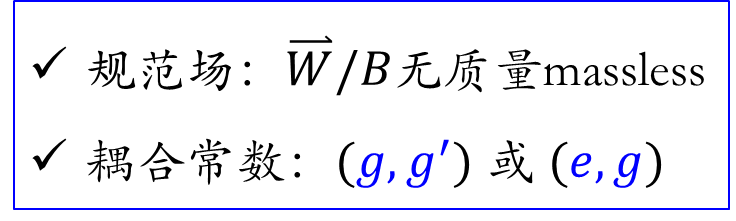 ✓ 规范场：$\overrightarrow{W}/B$无质量massless
✓ 耦合常数：$(g, g')$ 或 $(e, g)$